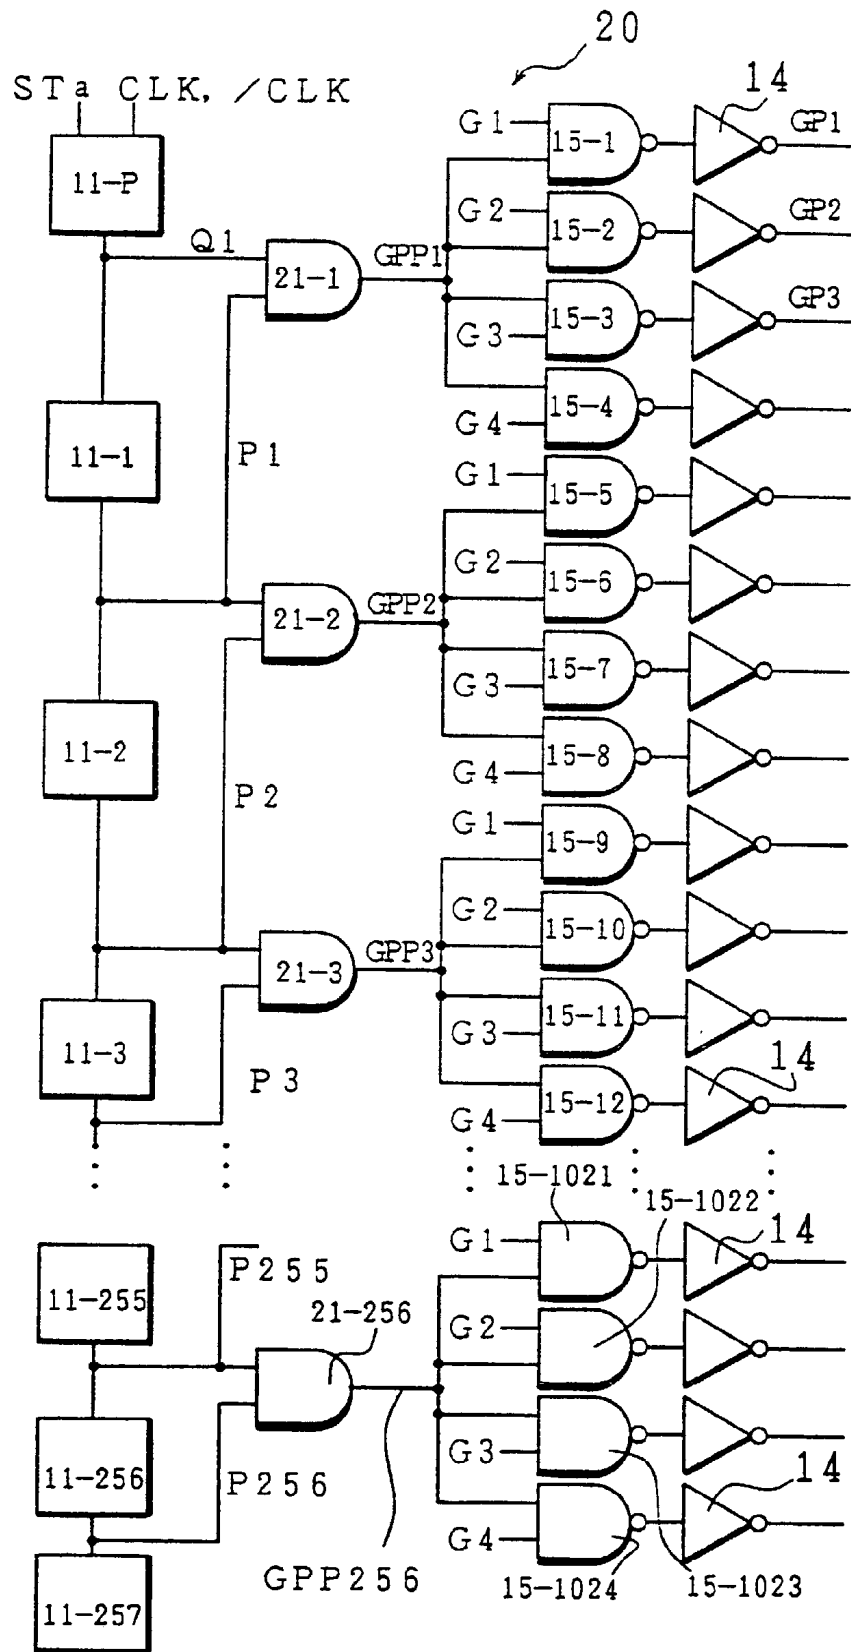 20
STa CLK, /CLK
14
11-P
G1
15-1
GP1
Q1
G2
15-2
GP2
21-1
GPP1
15-3
GP3
G3
15-4
G4
11-1
P1
G1
15-5
G2
15-6
21-2
GPP2
15-7
G3
11-2
15-8
G4
P2
G1
15-9
G2
15-10
21-3
GPP3
15-11
G3
11-3
P3
14
15-12
G4
15-1021
15-1022
14
G1
11-255
P255
21-256
G2
11-256
P256
G3
14
GPP256
G4
15-1024
15-1023
11-257